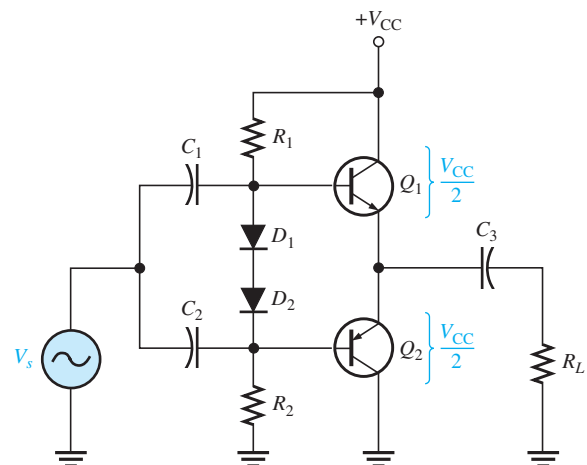 +V_CC
R_1
C_1
Q_1
V_CC
2
C_3
D_1
D_2
C_2
V_s
Q_2
V_CC
2
R_L
R_2